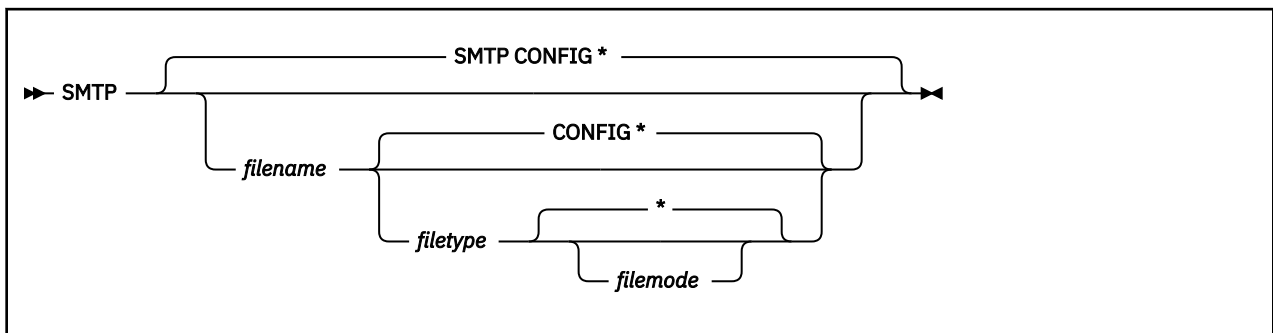 SMTP CONFIG *
SMTP
CONFIG *
filename
*
filetype
filemode